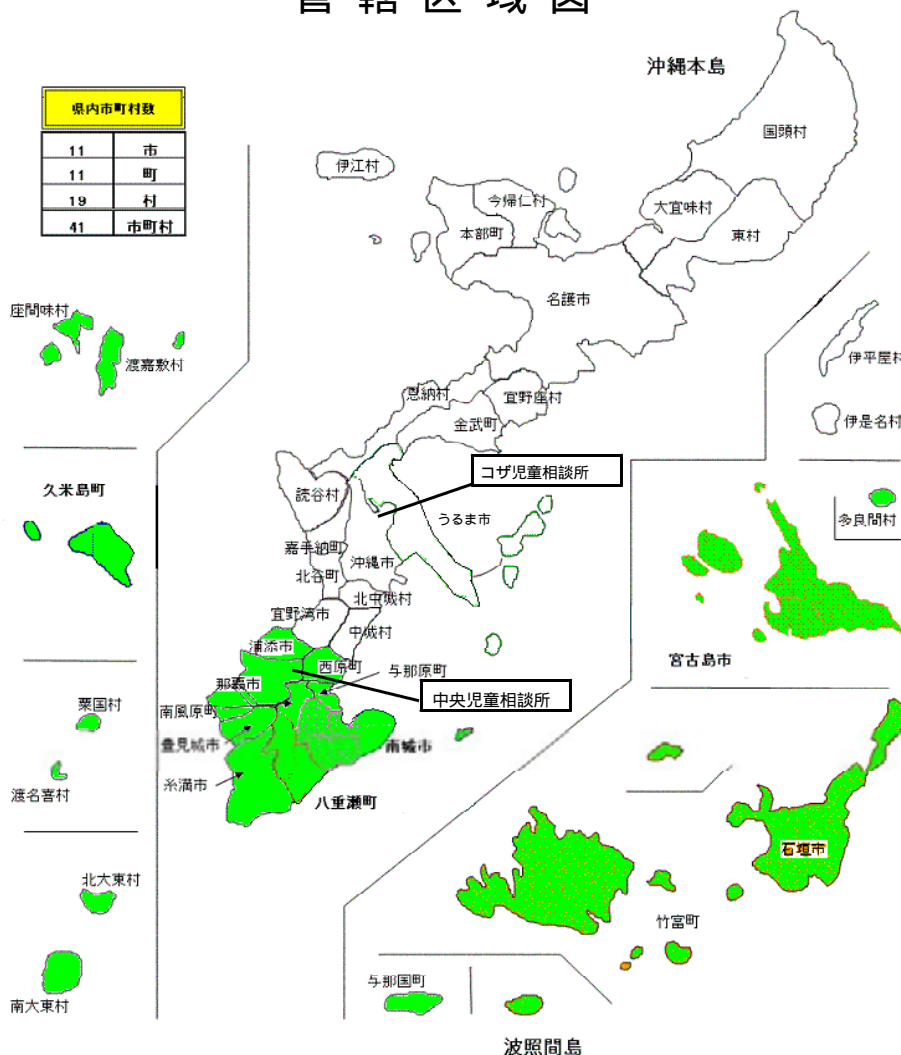 管轄区域図
沖縄本島
県内市町村数
11 市
11 町
19 村
41 市町村
国頭村
伊江村
今帰仁村
大宜味村
本部町
東村
名護市
座間味村
渡嘉敷村
伊平屋村
恩納村
宜野座村
伊是名村
金武町
コザ児童相談所
久米島町
読谷村
うるま市
多良間村
嘉手納町
沖縄市
北谷町
北中城村
宜野湾市
中城村
浦添市
西原町
与那原町
宮古島市
那覇市
中央児童相談所
粟国村
南風原町
豊見城市
南城市
糸満市
渡名喜村
八重瀬町
石垣市
北大東村
竹富町
与那国町
南大東村
波照間島